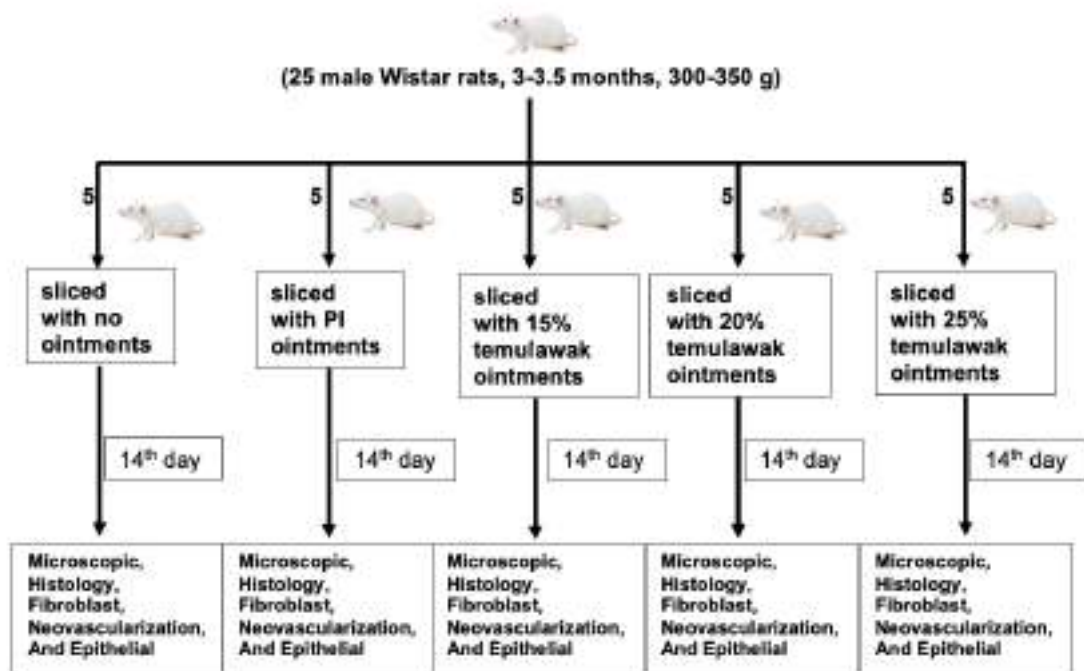 (25 male Wistar rats, 3-3.5 months, 300-350 g)
5
5
5
5
5
sliced
with no
ointments
sliced
with PI
ointments
sliced
with 15%
temulawak
ointments
sliced
with 20%
temulawak
ointments
sliced
with 25%
temulawak
ointments
14th day
14th day
14th day
14th day
14th day
Microscopic,
Histology,
Fibroblast,
Neovascularization,
And Epithelial
Microscopic,
Histology,
Fibroblast,
Neovascularization,
And Epithelial
Microscopic,
Histology,
Fibroblast,
Neovascularization,
And Epithelial
Microscopic,
Histology,
Fibroblast,
Neovascularization,
And Epithelial
Microscopic,
Histology,
Fibroblast,
Neovascularization,
And Epithelial